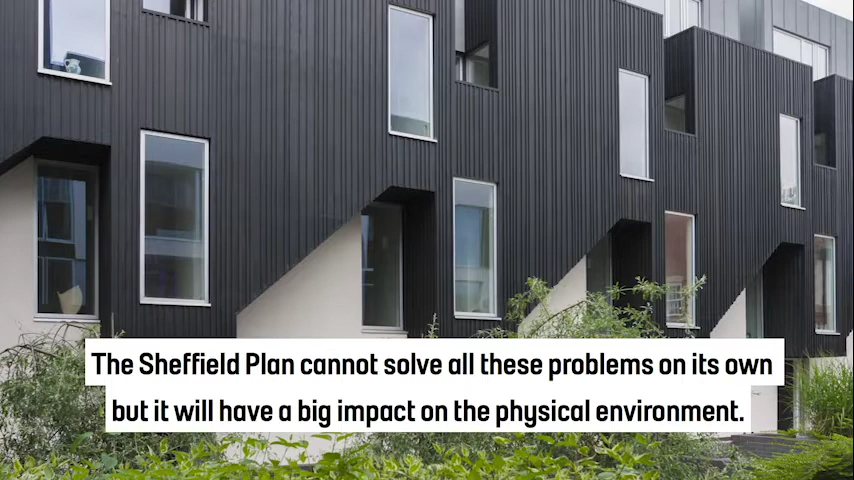 The Sheffield Plan cannot solve all these problems on its own
but it will have a big impact on the physical environment.